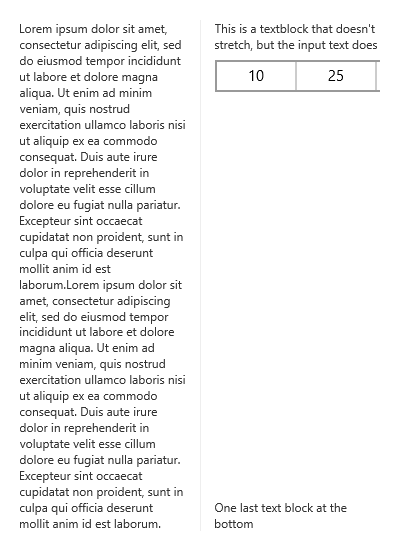 Lorem ipsum dolor sit amet,
consectetur adipiscing elit, sed
do eiusmod tempor incididunt
ut labore et dolore magna
aliqua. Ut enim ad minim
veniam, quis nostrud
exercitation ullamco laboris nisi
ut aliquip ex ea commodo
consequat. Duis aute irure
dolor in reprehenderit in
voluptate velit esse cillum
dolore eu fugiat nulla pariatur.
Excepteur sint occaecat
cupidatat non proident, sunt in
culpa qui officia deserunt
mollit anim id est
laborum.Lorem ipsum dolor sit
amet, consectetur adipiscing
elit, sed do eiusmod tempor
incididunt ut labore et dolore
magna aliqua. Ut enim ad
minim veniam, quis nostrud
exercitation ullamco laboris nisi
ut aliquip ex ea commodo
consequat. Duis aute irure
dolor in reprehenderit in
voluptate velit esse cillum
dolore eu fugiat nulla pariatur.
Excepteur sint occaecat
cupidatat non proident, sunt in
culpa qui officia deserunt
mollit anim id est laborum.
This is a textblock that doesn't
stretch, but the input text does
10 25
One last text block at the
bottom